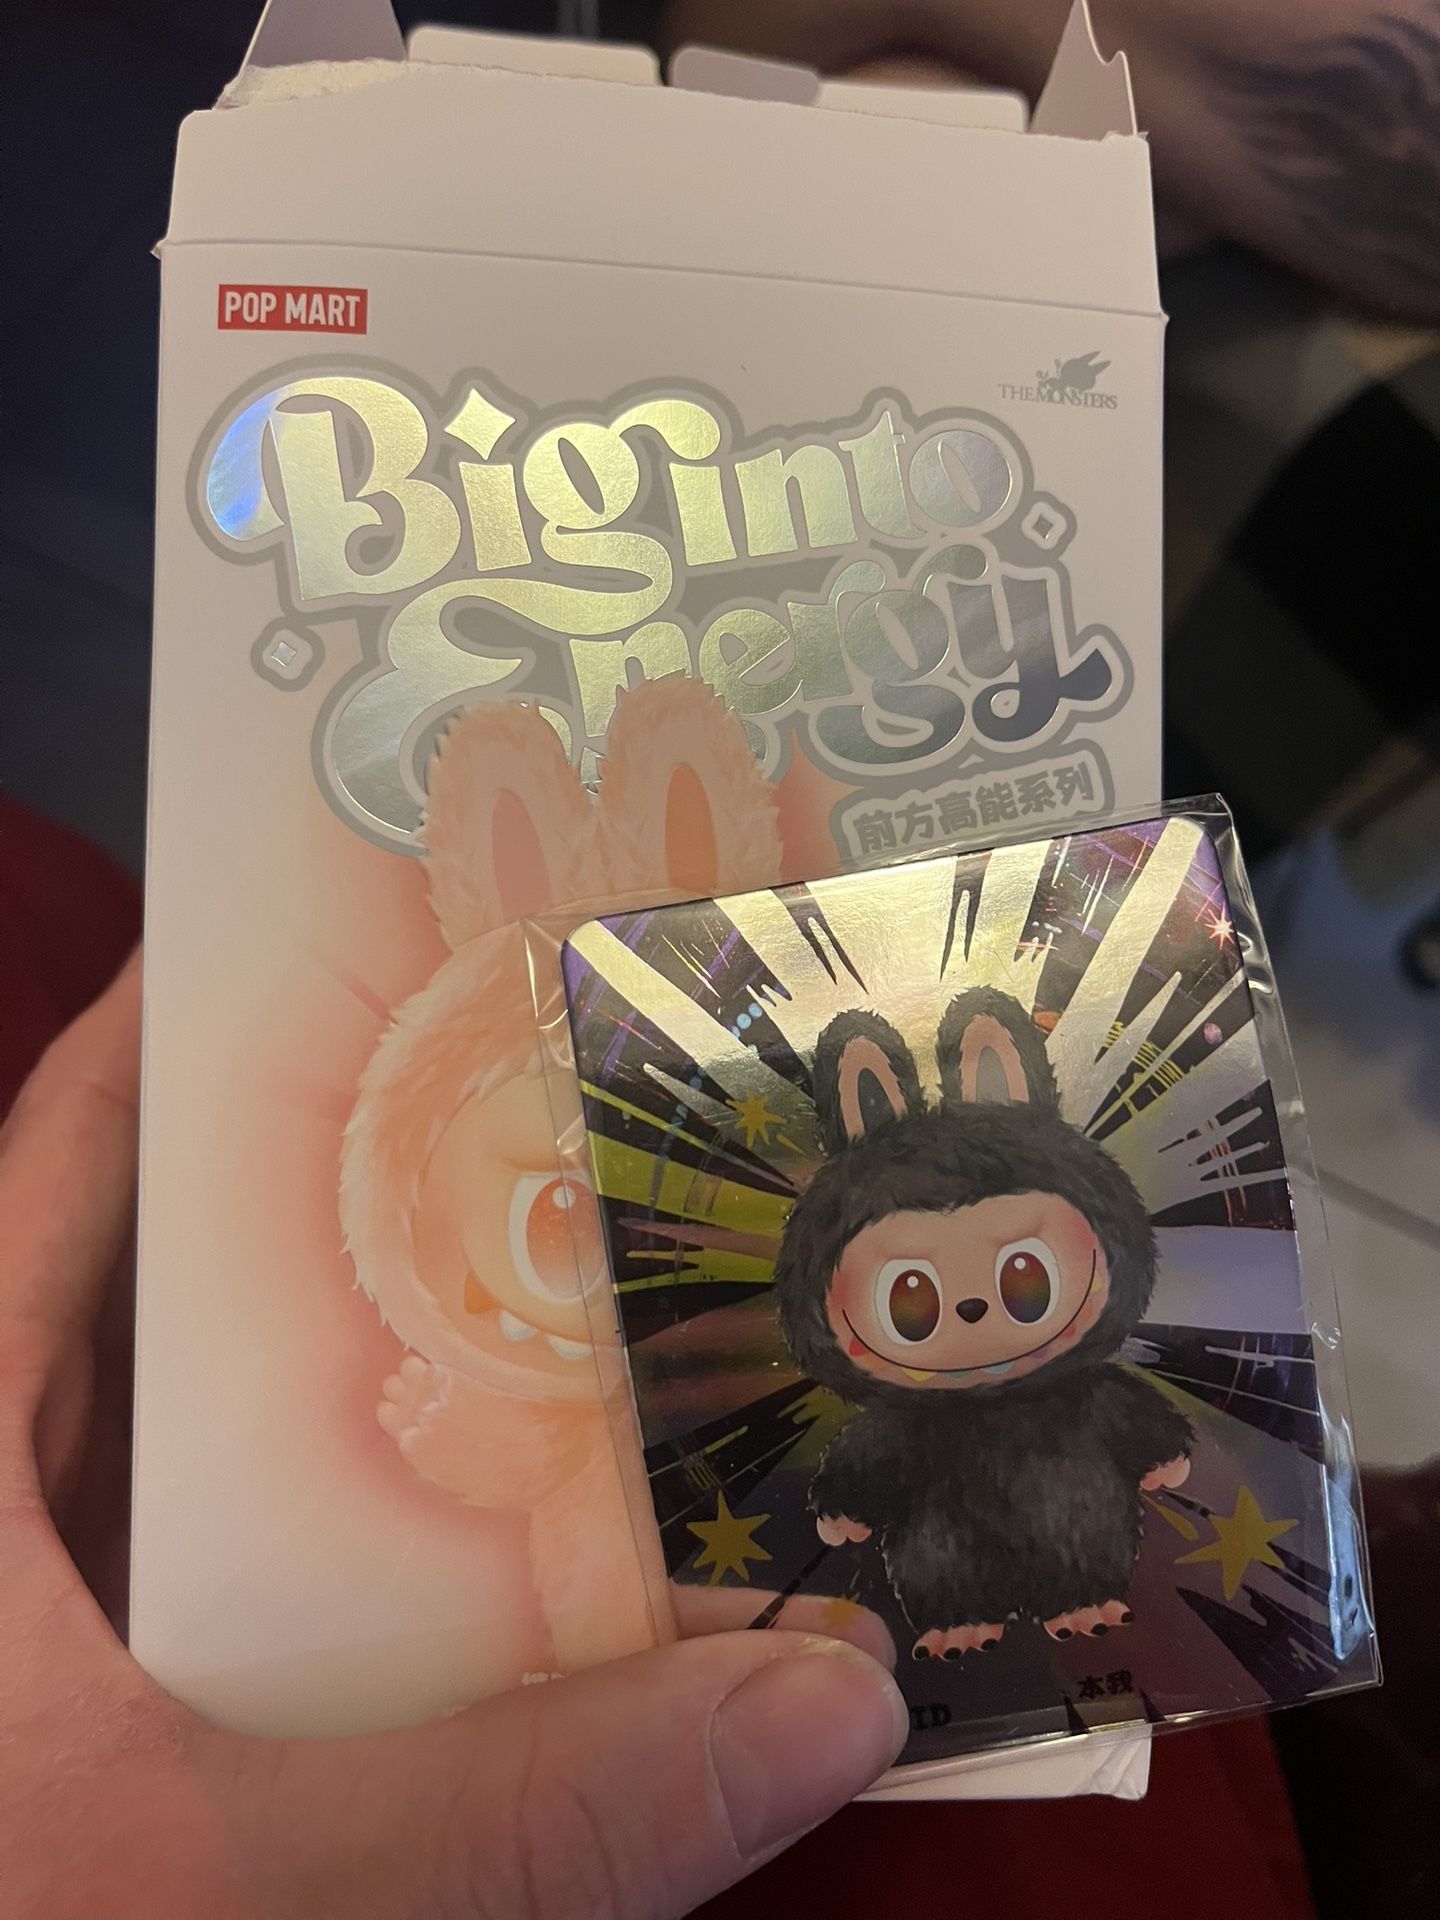 POP MART
THE MONSTERS
Big into
Energy
前方高能系列
本我
ID